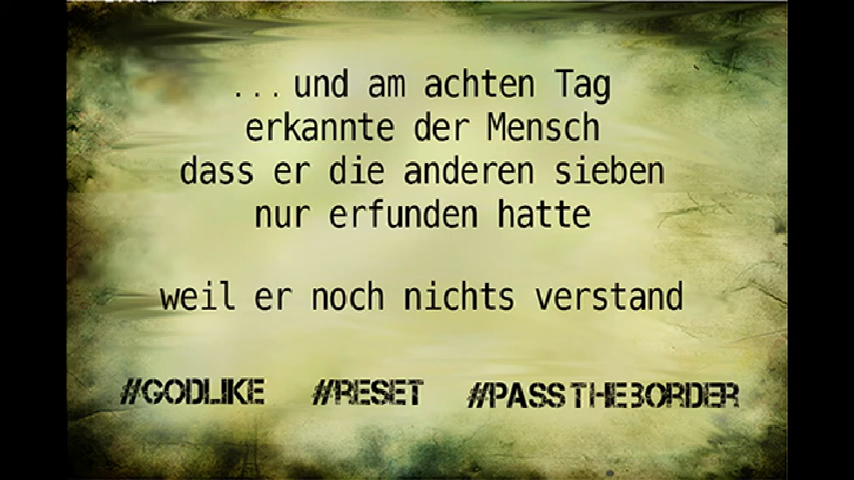 ...und am achten Tag
erkannte der Mensch
dass er die anderen sieben
nur erfunden hatte
weil er noch nichts verstand
#GODLIKE #RESET #PASSTHEBORDER